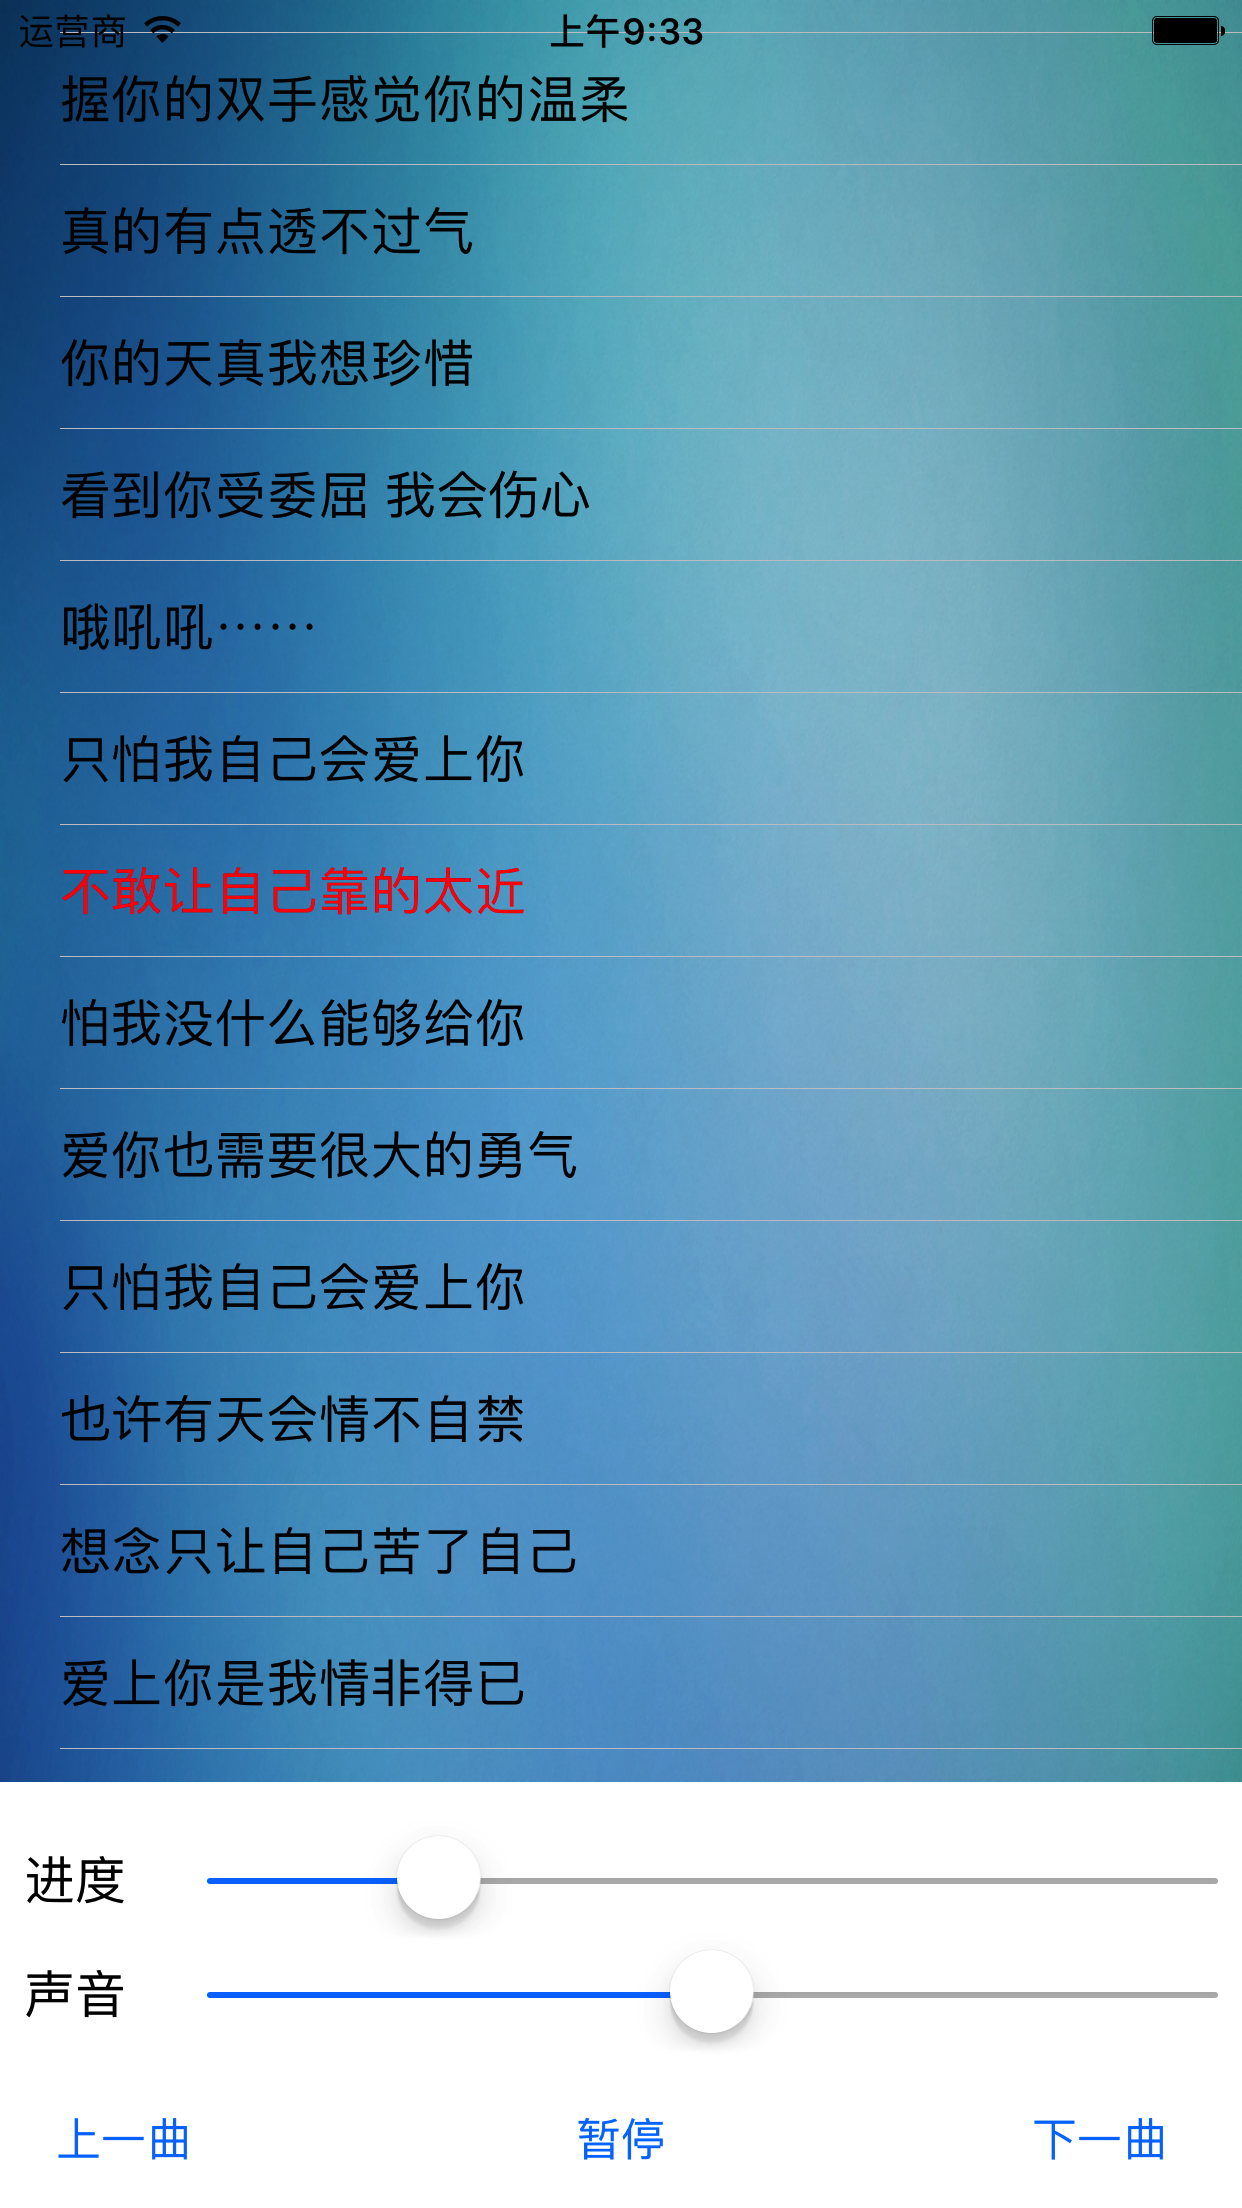 运营商 上午9:33
握你的双手感觉你的温柔
真的有点透不过气
你的天真我想珍惜
看到你受委屈 我会伤心
哦吼吼······
只怕我自己会爱上你
不敢让自己靠的太近
怕我没什么能够给你
爱你也需要很大的勇气
只怕我自己会爱上你
也许有天会情不自禁
想念只让自己苦了自己
爱上你是我情非得已
进度
声音
上一曲 暂停 下一曲